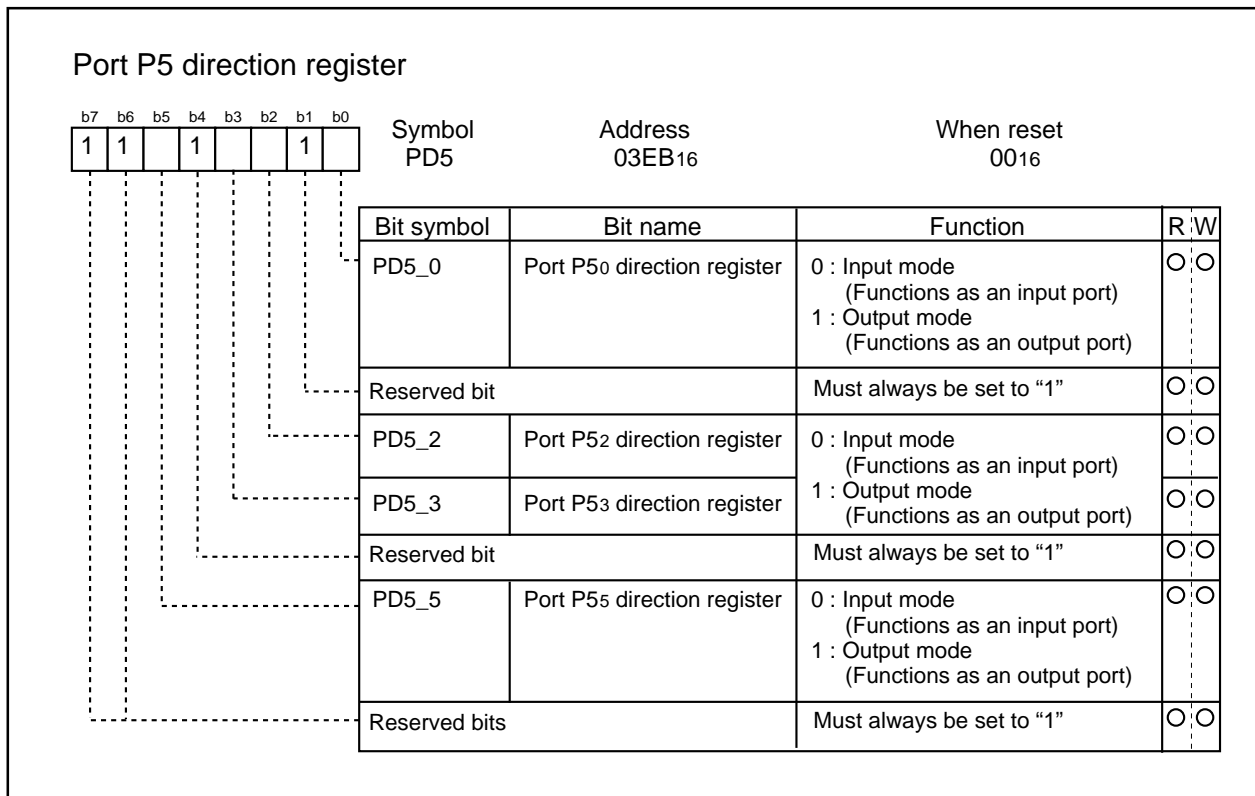 Port P5 direction register
b7 b6 b5 b4 b3 b2 b1 b0
1 1 1 1
Symbol Address When reset
PD5 03EB16 0016
Bit symbol Bit name Function R W
PD5_0 Port P50 direction register 0 : Input mode
(Functions as an input port)
1 : Output mode
(Functions as an output port)
Reserved bit Must always be set to “1”
PD5_2 Port P52 direction register 0 : Input mode
(Functions as an input port)
PD5_3 Port P53 direction register 1 : Output mode
(Functions as an output port)
Reserved bit Must always be set to “1”
PD5_5 Port P55 direction register 0 : Input mode
(Functions as an input port)
1 : Output mode
(Functions as an output port)
Reserved bits Must always be set to “1”